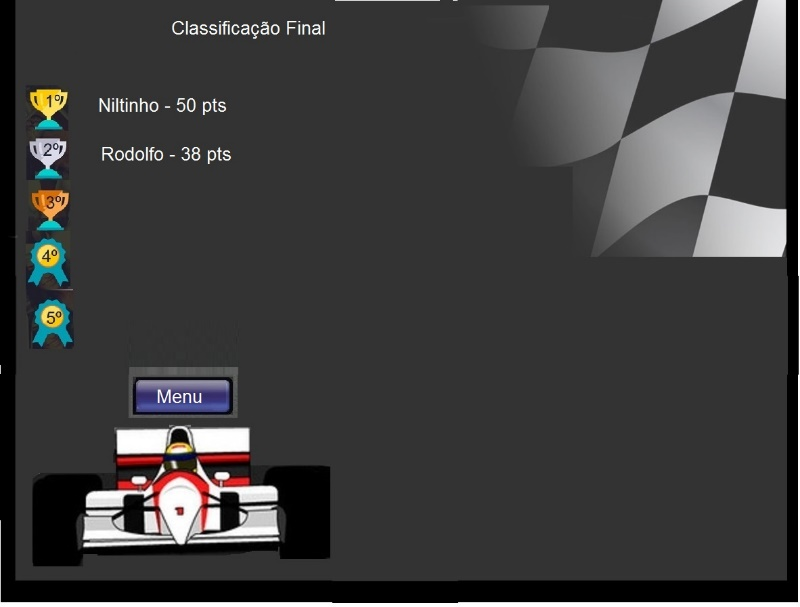 Classificação Final
1º
Niltinho - 50 pts
2º
Rodolfo - 38 pts
3º
4º
5º
Menu